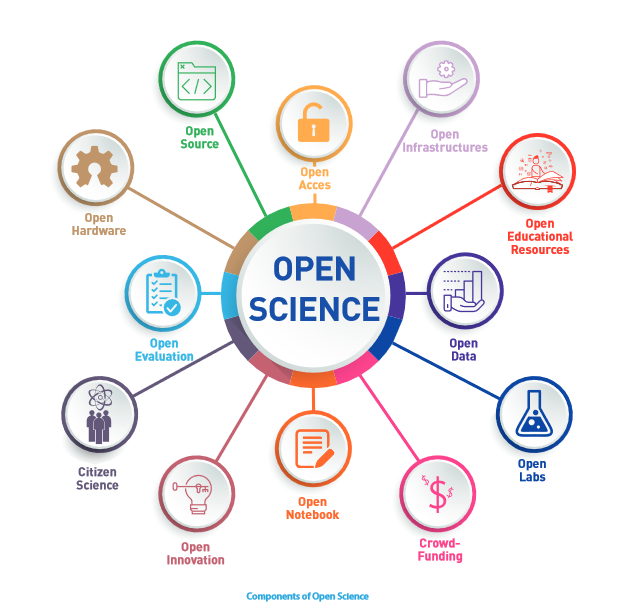 Open
Source
Open
Acces
Open
Infrastructures
Open
Hardware
Open
Educational
Resources
OPEN
SCIENCE
Open
Evaluation
Open
Data
Citizen
Science
Open
Labs
Open
Notebook
Open
Innovation
Crowd-
Funding
Components of Open Science